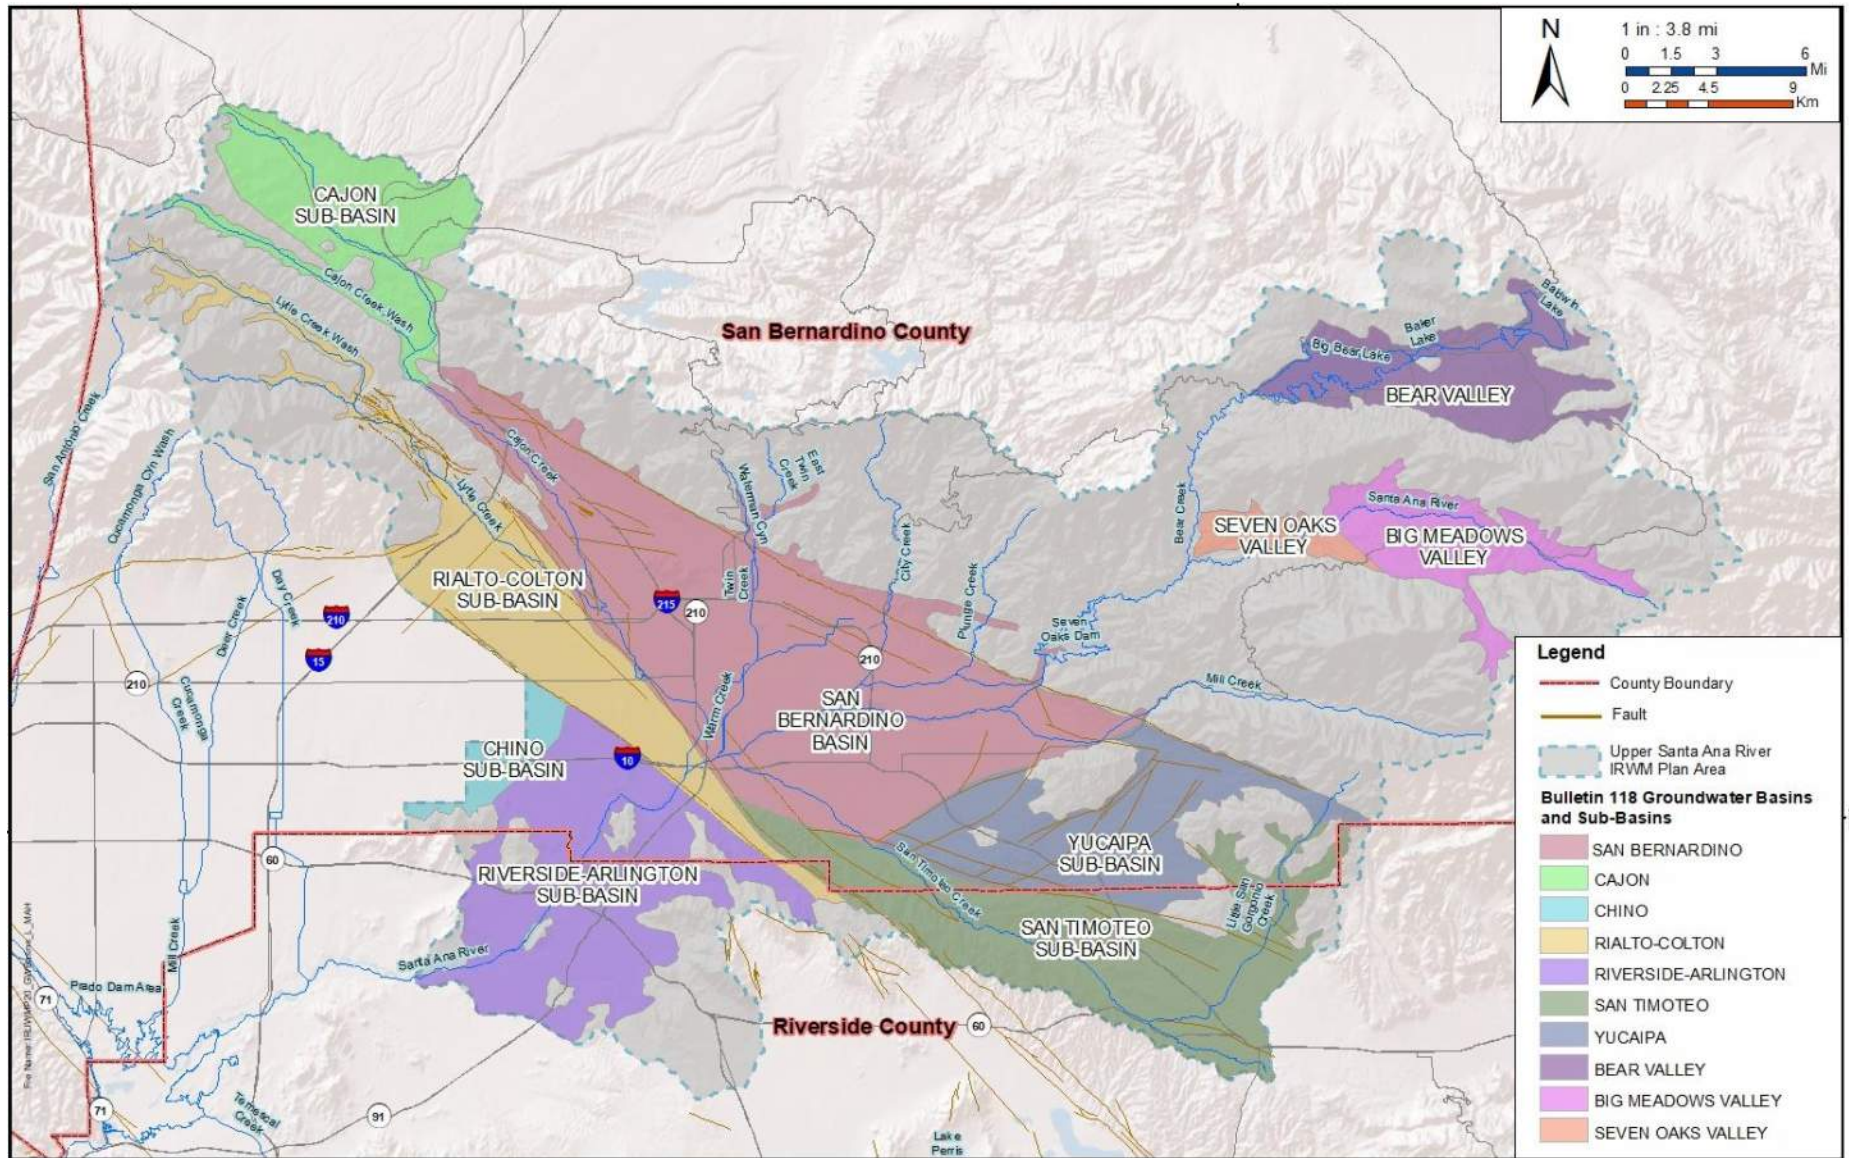 N
1 in : 3.8 mi
0 1.5 3 6
Mi
0 2.25 4.5 9
Km
CAJON
SUB-BASIN
Cajon Creek Wash
Lytle Creek Wash
San Bernardino County
Baldwin
Lake
Baker
Lake
Big Bear Lake
BEAR VALLEY
San Antonio Creek
Cucamonga Cyn Wash
Cajon Creek
Lytle Creek
Waterman Cyn
East
Twin
Creek
City Creek
Bear Creek
Santa Ana River
SEVEN OAKS
VALLEY
BIG MEADOWS
VALLEY
RIALTO-COLTON
SUB-BASIN
Day Creek
Deer Creek
Twin
Creek
Plunge Creek
Seven
Oaks Dam
210
15
215
210
210
210
Cucamonga
Creek
Warm Creek
Mill Creek
SAN
BERNARDINO
BASIN
CHINO
SUB-BASIN
10
60
YUCAIPA
SUB-BASIN
San Timoteo Creek
RIVERSIDE-ARLINGTON
SUB-BASIN
Little San
Gorgonio
Creek
SAN TIMOTEO
SUB-BASIN
Mill Creek
Santa Ana River
Prado Dam Area
71
Riverside County
60
71
91
Temescal
Creek
Lake
Perris
Legend
County Boundary
Fault
Upper Santa Ana River
IRWM Plan Area
Bulletin 118 Groundwater Basins
and Sub-Basins
SAN BERNARDINO
CAJON
CHINO
RIALTO-COLTON
RIVERSIDE-ARLINGTON
SAN TIMOTEO
YUCAIPA
BEAR VALLEY
BIG MEADOWS VALLEY
SEVEN OAKS VALLEY